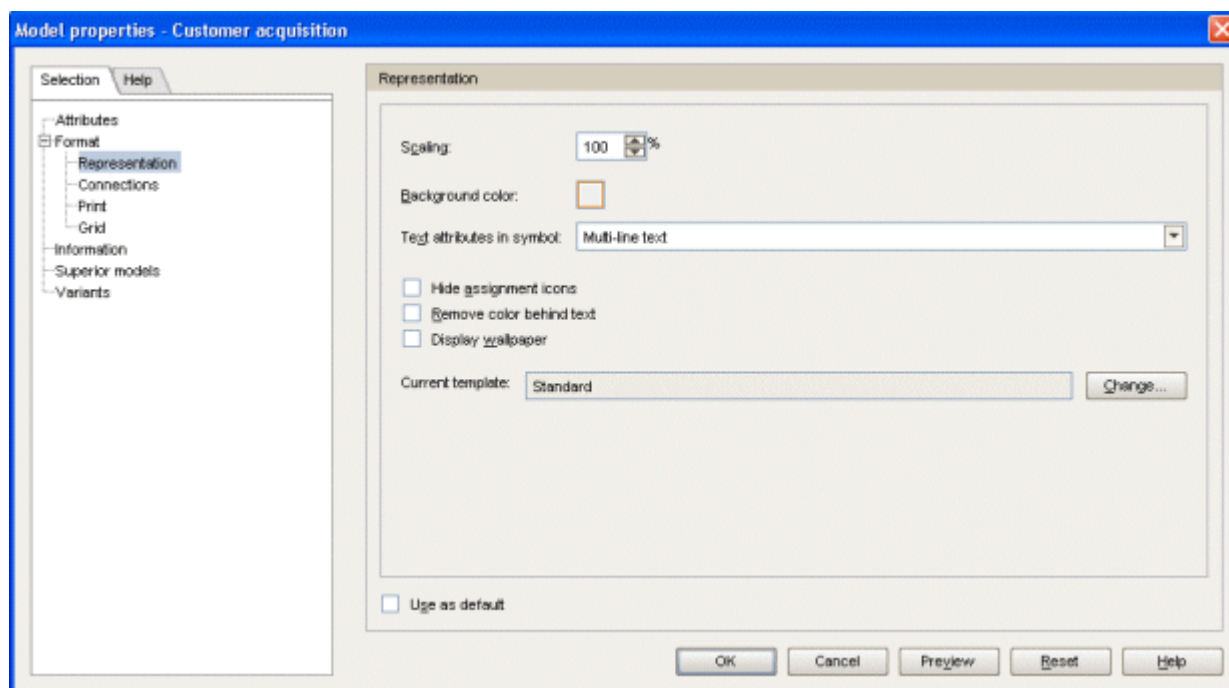 Model properties - Customer acquisition
Selection Help
Attributes
Format
Representation
Connections
Print
Grid
Information
Superior models
Variants
Representation
Scaling: 100 %
Background color:
Text attributes in symbol: Multi-line text
Hide assignment icons
Remove color behind text
Display wallpaper
Current template: Standard Change...
Use as default
OK Cancel Preview Reset Help